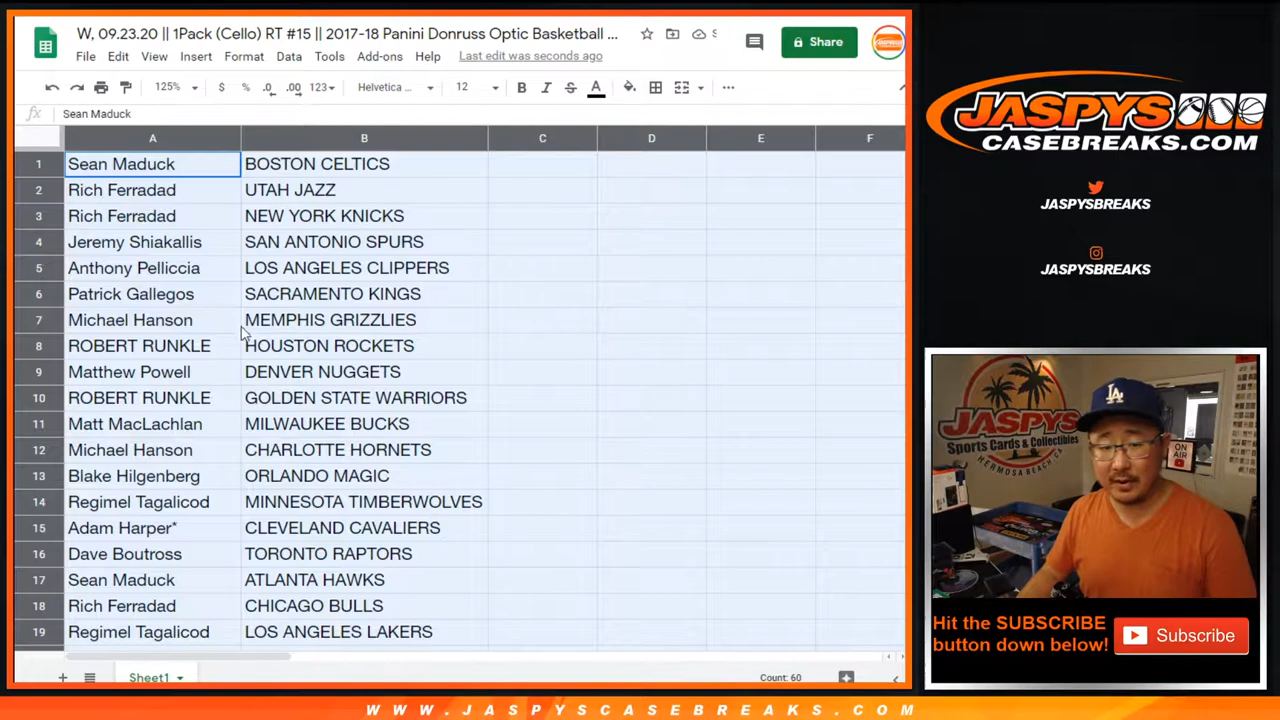 W, 09.23.20 || 1Pack (Cello) RT #15 || 2017-18 Panini Donruss Optic Basketball ...
S
Share
File Edit View Insert Format Data Tools Add-ons Help Last edit was seconds ago
125% $ % .0 .00 123 Helvetica ... 12 B I S A
fx Sean Maduck
A B C D E F
1 Sean Maduck BOSTON CELTICS
2 Rich Ferradad UTAH JAZZ
3 Rich Ferradad NEW YORK KNICKS
4 Jeremy Shiakallis SAN ANTONIO SPURS
5 Anthony Pelliccia LOS ANGELES CLIPPERS
6 Patrick Gallegos SACRAMENTO KINGS
7 Michael Hanson MEMPHIS GRIZZLIES
8 ROBERT RUNKLE HOUSTON ROCKETS
9 Matthew Powell DENVER NUGGETS
10 ROBERT RUNKLE GOLDEN STATE WARRIORS
11 Matt MacLachlan MILWAUKEE BUCKS
12 Michael Hanson CHARLOTTE HORNETS
13 Blake Hilgenberg ORLANDO MAGIC
14 Regimel Tagalicod MINNESOTA TIMBERWOLVES
15 Adam Harper* CLEVELAND CAVALIERS
16 Dave Boutross TORONTO RAPTORS
17 Sean Maduck ATLANTA HAWKS
18 Rich Ferradad CHICAGO BULLS
19 Regimel Tagalicod LOS ANGELES LAKERS
Sheet1
Count: 60
JASPYS
CASEBREAKS.COM
JASPYSBREAKS
JASPYSBREAKS
JASPYS
Sports Cards & Collectibles
HERMOSA BEACH, CA
ON AIR
LA
Hit the SUBSCRIBE
button down below!
Subscribe
WWW.JASPYSCASEBREAKS.COM